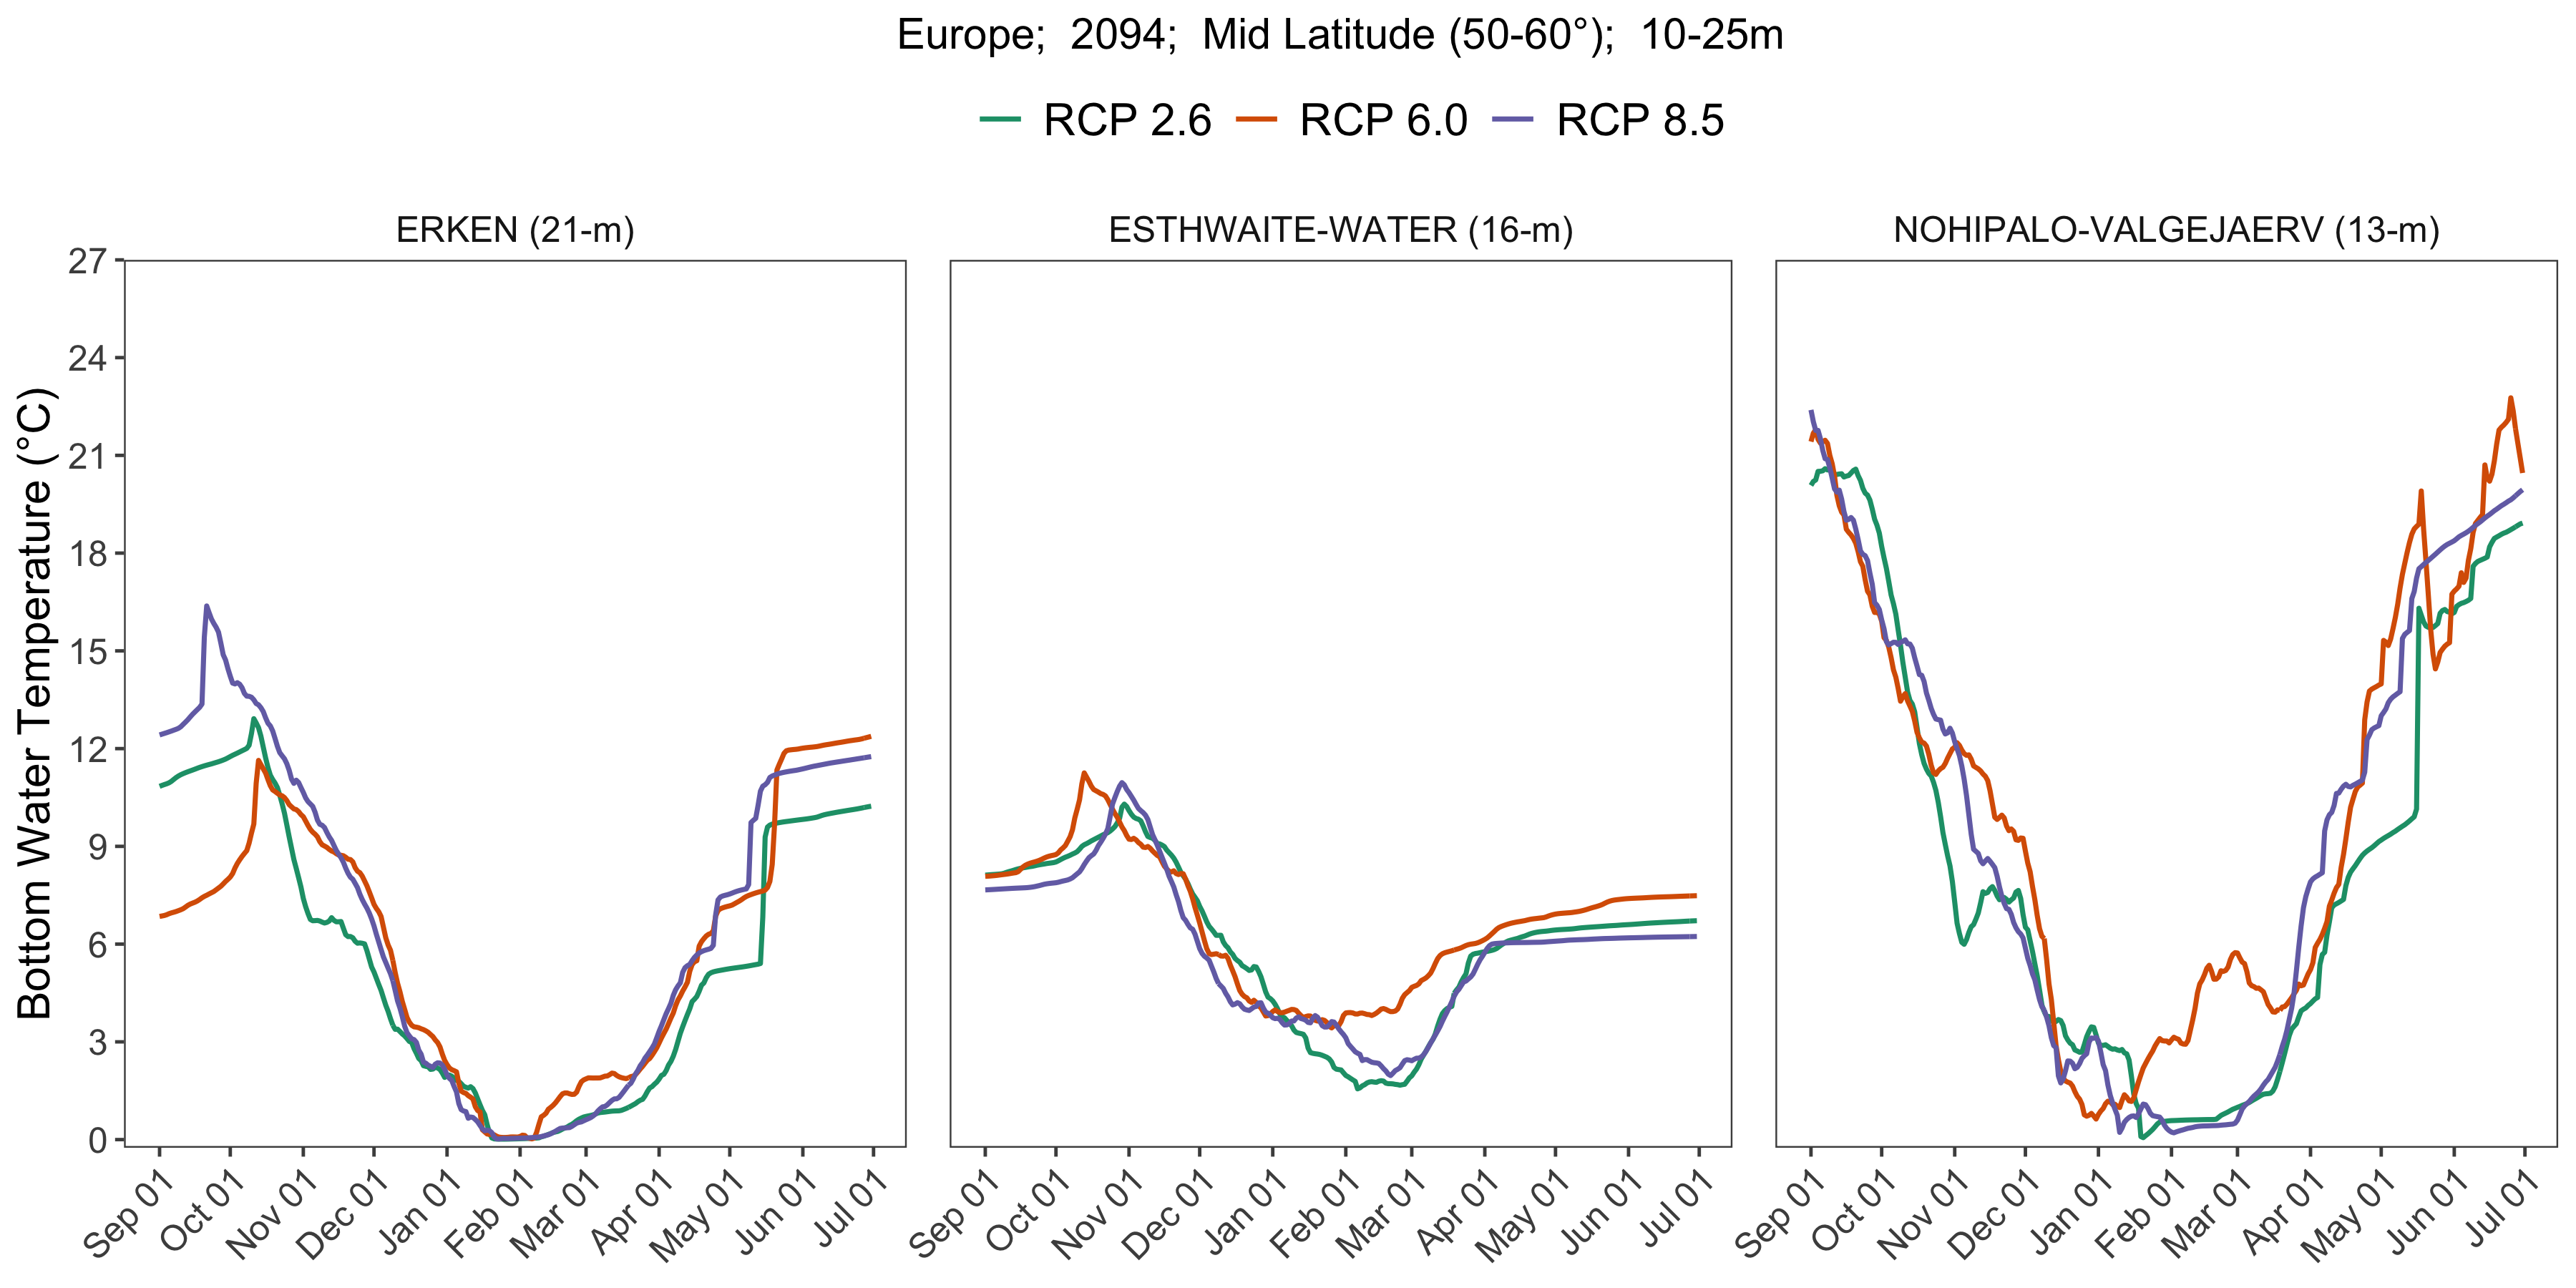 Europe;  2094;  Mid Latitude (50-60°);  10-25m
RCP 2.6 RCP 6.0 RCP 8.5
ERKEN (21-m) ESTHWAITE-WATER (16-m) NOHIPALO-VALGEJAERV (13-m)
Bottom Water Temperature (°C)
27
24
21
18
15
12
9
6
3
0
Sep 01 Oct 01 Nov 01 Dec 01 Jan 01 Feb 01 Mar 01 Apr 01 May 01 Jun 01 Jul 01
Sep 01 Oct 01 Nov 01 Dec 01 Jan 01 Feb 01 Mar 01 Apr 01 May 01 Jun 01 Jul 01
Sep 01 Oct 01 Nov 01 Dec 01 Jan 01 Feb 01 Mar 01 Apr 01 May 01 Jun 01 Jul 01